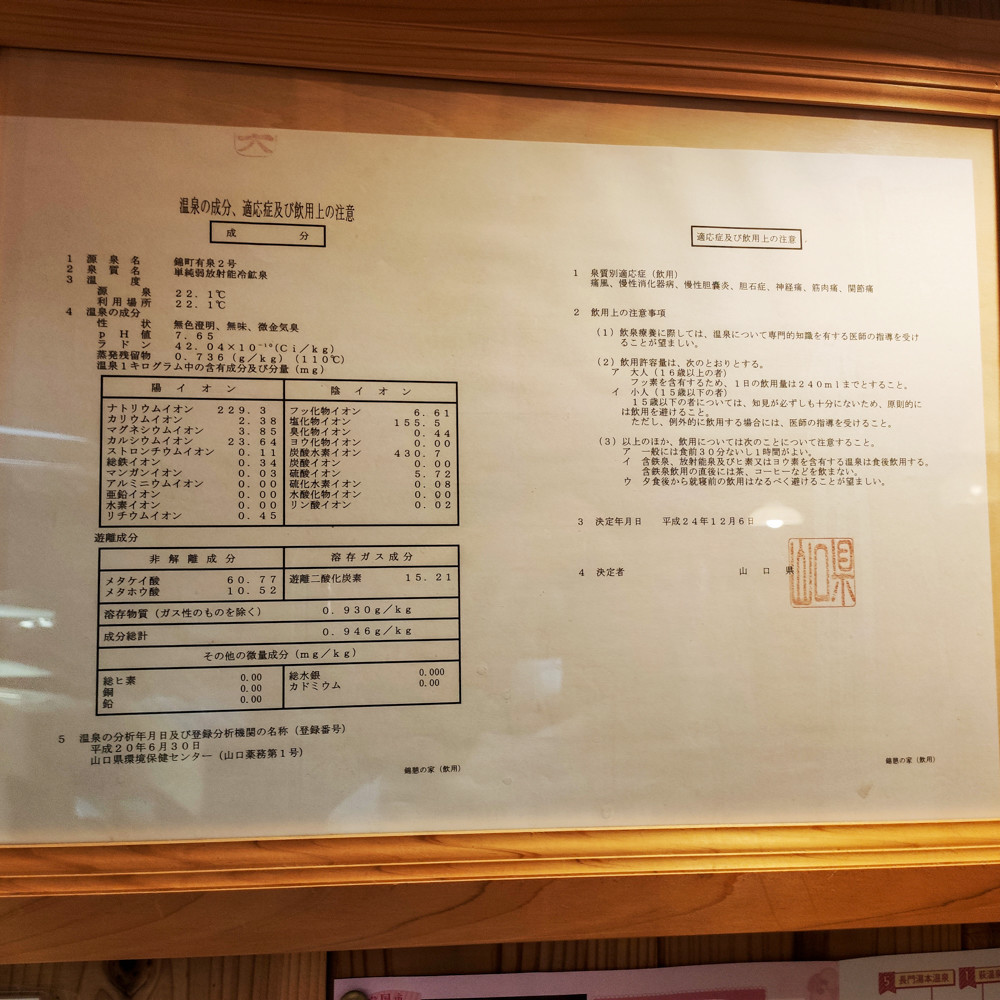 六
温泉の成分、適応症及び飲用上の注意
成 分
1 源泉名 錦町有泉2号
2 泉質名 単純弱放射能冷鉱泉
3 温度
源泉 22.1℃
利用場所 22.1℃
4 温泉の成分
性状 無色澄明、無味、微金気臭
pH値 7.65
ラドン 42.04×10⁻¹⁰(Ci/kg)
蒸発残留物 0.736(g/kg)(110℃)
温泉1キログラム中の含有成分及び分量(mg)
陽イオン 陰イオン
ナトリウムイオン 229.3 フッ化物イオン 6.61
カリウムイオン 2.38 塩化物イオン 155.5
マグネシウムイオン 3.85 臭化物イオン 0.44
カルシウムイオン 23.64 ヨウ化物イオン 0.00
ストロンチウムイオン 0.11 炭酸水素イオン 430.7
総鉄イオン 0.34 炭酸イオン 0.00
マンガンイオン 0.03 硫酸イオン 5.72
アルミニウムイオン 0.00 硫化水素イオン 0.08
亜鉛イオン 0.00 水酸化物イオン 0.00
水素イオン 0.00 リン酸イオン 0.02
リチウムイオン 0.45
遊離成分
非解離成分 溶存ガス成分
メタケイ酸 60.77 遊離二酸化炭素 15.21
メタホウ酸 10.52
溶存物質(ガス性のものを除く) 0.930g/kg
成分総計 0.946g/kg
その他の微量成分(mg/kg)
総ヒ素 0.00 総水銀 0.000
銅 0.00 カドミウム 0.00
鉛 0.00
5 温泉の分析年月日及び登録分析機関の名称(登録番号)
平成20年6月30日
山口県環境保健センター(山口薬務第1号)
の家(飲用)
適応症及び飲用上の注意
1 泉質別適応症(飲用)
痛風、慢性消化器病、慢性胆嚢炎、胆石症、神経痛、筋肉痛、関節痛
2 飲用上の注意事項
(1)飲泉療養に際しては、温泉について専門的知識を有する医師の指導を受け
ることが望ましい。
(2)飲用許容量は、次のとおりとする。
ア 大人(16歳以上の者)
フッ素を含有するため、1日の飲用量は240mlまでとすること。
イ 小人(15歳以下の者)
15歳以下の者については、知見が必ずしも十分にないため、原則的に
は飲用を避けること。
ただし、例外的に飲用する場合には、医師の指導を受けること。
(3)以上のほか、飲用については次のことについて注意すること。
ア 一般には食前30分ないし1時間がよい。
イ 含鉄泉、放射能泉及びヒ素又はヨウ素を含有する温泉は食後飲用する。
含鉄泉飲用の直後には茶、コーヒーなどを飲まない。
ウ 夕食後から就寝前の飲用はなるべく避けることが望ましい。
3 決定年月日 平成24年12月6日
4 決定者 山口県
山口県
の家(飲用)
5 長門湯本温泉
1 萩温